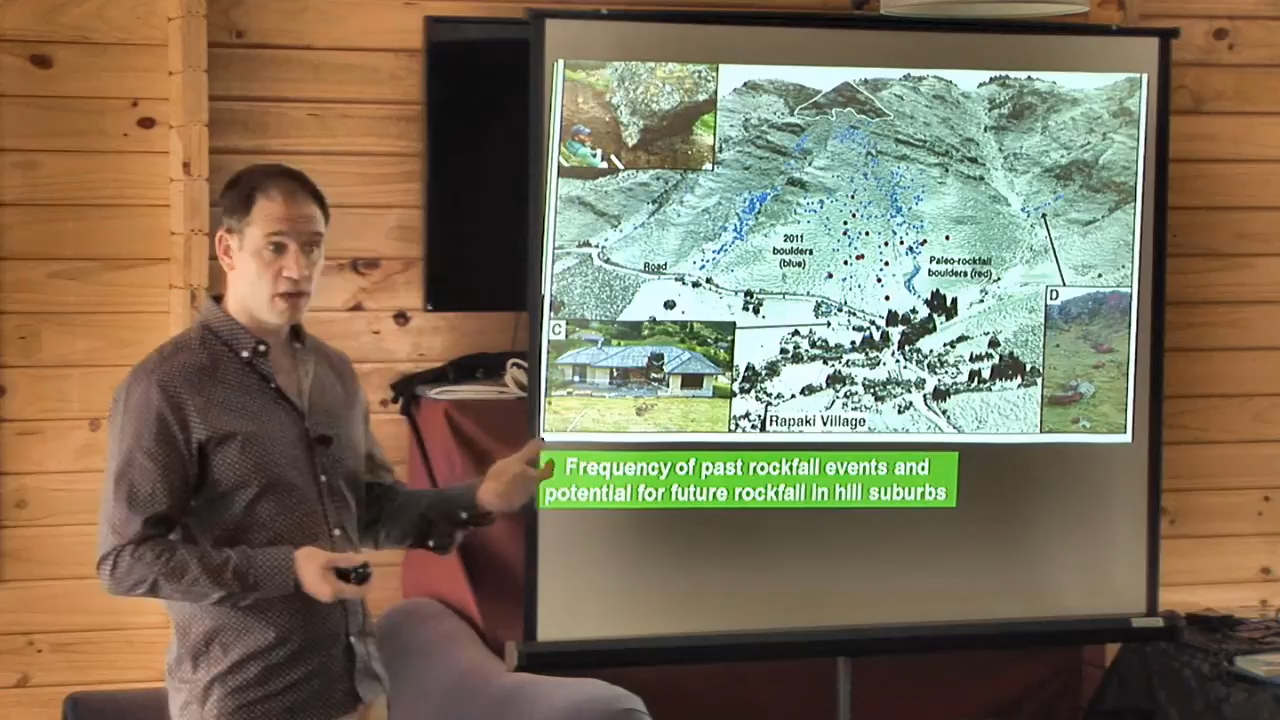 2011
boulders
(blue)
Paleo-rockfall
boulders (red)
Road
D
C
Rapaki Village
Frequency of past rockfall events and
potential for future rockfall in hill suburbs